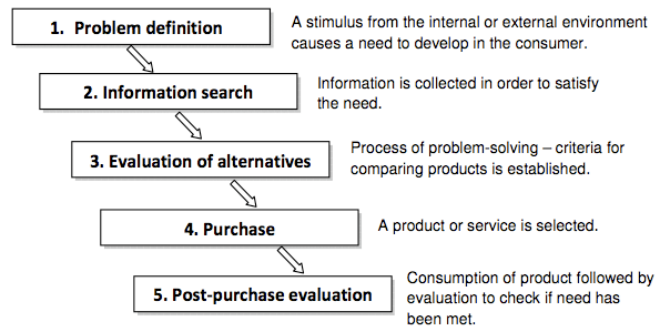 1. Problem definition
A stimulus from the internal or external environment
causes a need to develop in the consumer.
2. Information search
Information is collected in order to satisfy
the need.
3. Evaluation of alternatives
Process of problem-solving – criteria for
comparing products is established.
4. Purchase
A product or service is selected.
5. Post-purchase evaluation
Consumption of product followed by
evaluation to check if need has
been met.